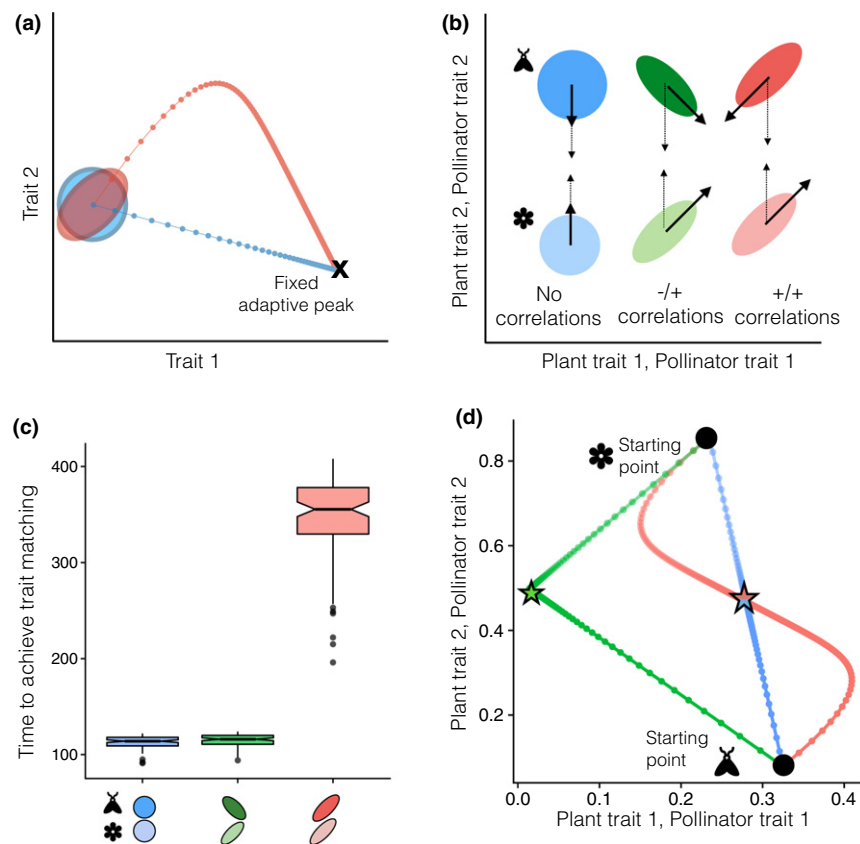 (a)
Trait 2
Fixed
adaptive peak
Trait 1
(b)
Plant trait 2, Pollinator trait 2
No
correlations
-/+
correlations
+/+
correlations
Plant trait 1, Pollinator trait 1
(c)
Time to achieve trait matching
400
300
200
100
(d)
Plant trait 2, Pollinator trait 2
0.8
0.6
0.4
0.2
Starting
point
Starting
point
0.0 0.1 0.2 0.3 0.4
Plant trait 1, Pollinator trait 1